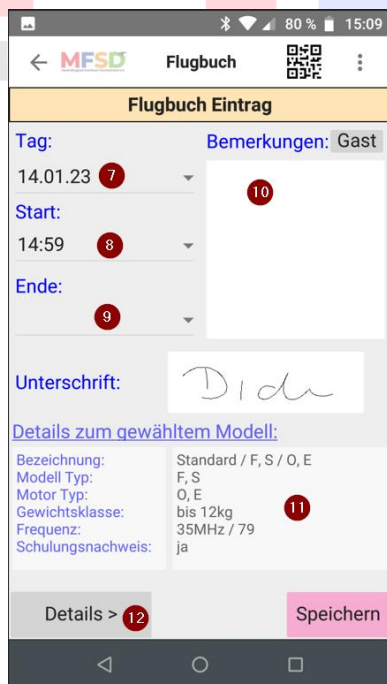 80 % 15:09
MFSD Flugbuch
Flugbuch Eintrag
Tag:
14.01.23 7
Start:
14:59 8
Ende:
9
Bemerkungen: Gast
10
Unterschrift:
Details zum gewähltem Modell:
Bezeichnung: Standard / F, S / O, E
Modell Typ: F, S
Motor Typ: O, E
Gewichtsklasse: bis 12kg
Frequenz: 35MHz / 79
Schulungsnachweis: ja
11
Details > 12
Speichern